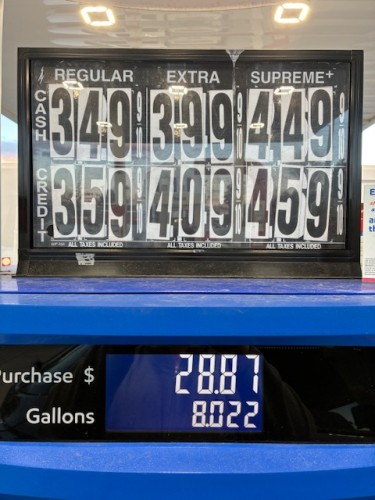 REGULAR EXTRA SUPREME+
CASH 349 9/10 399 9/10 449 9/10
CREDIT 359 9/10 409 9/10 459 9/10
ALL TAXES INCLUDED ALL TAXES INCLUDED ALL TAXES INCLUDED
Purchase $ 28.87
Gallons 8.022